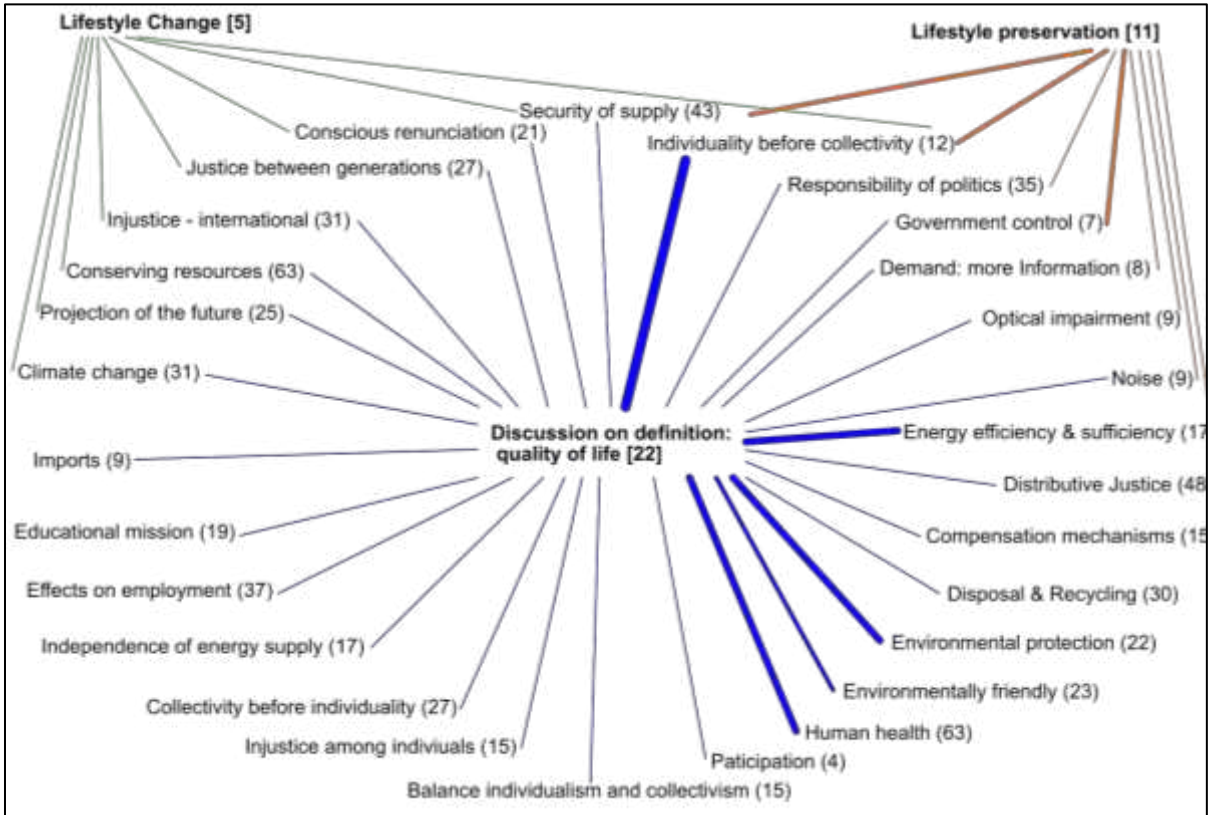 Lifestyle Change [5]
Lifestyle preservation [11]
Security of supply (43)
Conscious renunciation (21)
Individuality before collectivity (12)
Justice between generations (27)
Responsibility of politics (35)
Injustice - international (31)
Government control (7)
Conserving resources (63)
Demand: more Information (8)
Projection of the future (25)
Optical impairment (9)
Climate change (31)
Noise (9)
Discussion on definition:
quality of life [22]
Energy efficiency & sufficiency (17
Imports (9)
Distributive Justice (48
Educational mission (19)
Compensation mechanisms (15
Effects on employment (37)
Disposal & Recycling (30)
Independence of energy supply (17)
Environmental protection (22)
Environmentally friendly (23)
Collectivity before individuality (27)
Human health (63)
Injustice among indiviuals (15)
Paticipation (4)
Balance individualism and collectivism (15)